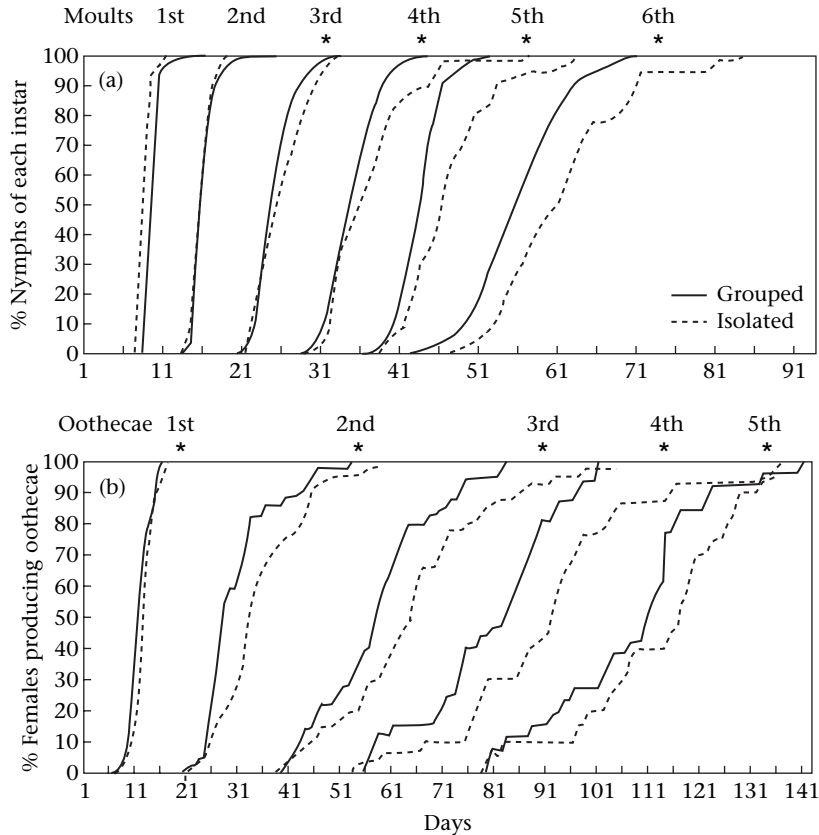 Moults 1st 2nd 3rd 4th 5th 6th
* * * *
100
(a)
90
80
70
60
50
40
30
20
10
0
% Nymphs of each instar
Grouped
Isolated
1 11 21 31 41 51 61 71 81 91
Oothecae 1st 2nd 3rd 4th 5th
* * * * *
100
(b)
90
80
70
60
50
40
30
20
10
0
% Females producing oothecae
1 11 21 31 41 51 61 71 81 91 101 111 121 131 141
Days